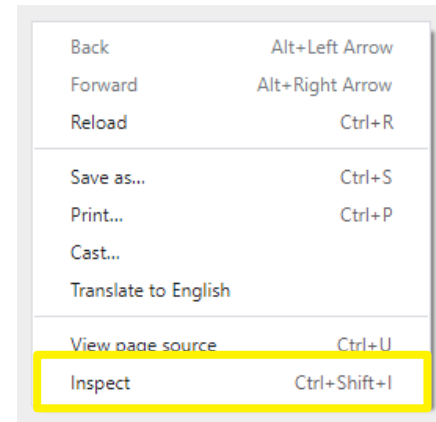 Back Alt+Left Arrow
Forward Alt+Right Arrow
Reload Ctrl+R
Save as... Ctrl+S
Print... Ctrl+P
Cast...
Translate to English
View page source Ctrl+U
Inspect Ctrl+Shift+I